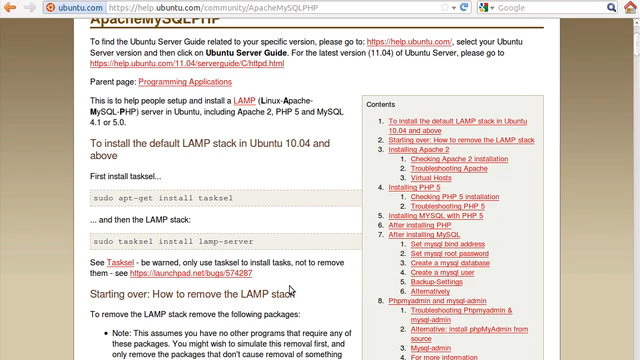 ubuntu.com
https://help.ubuntu.com/community/ApacheMySQLPHP
Google
ApacheMySQLPHP
To find the Ubuntu Server Guide related to your specific version, please go to: https://help.ubuntu.com/, select your Ubuntu
Server version and then click on Ubuntu Server Guide. For the latest version (11.04) of Ubuntu Server, please go to
https://help.ubuntu.com/11.04/serverguide/C/httpd.html
Parent page: Programming Applications
This is to help people setup and install a LAMP (Linux-Apache-
MySQL-PHP) server in Ubuntu, including Apache 2, PHP 5 and MySQL
4.1 or 5.0.
To install the default LAMP stack in Ubuntu 10.04 and
above
First install tasksel...
sudo apt-get install tasksel
... and then the LAMP stack:
sudo tasksel install lamp-server
See Tasksel - be warned, only use tasksel to install tasks, not to remove
them - see https://launchpad.net/bugs/574287
Starting over: How to remove the LAMP stack
To remove the LAMP stack remove the following packages:
• Note: This assumes you have no other programs that require any of
these packages. You might wish to simulate this removal first, and
only remove the packages that don't cause removal of something
Contents
1. To install the default LAMP stack in Ubuntu
10.04 and above
2. Starting over: How to remove the LAMP stack
3. Installing Apache 2
1. Checking Apache 2 installation
2. Troubleshooting Apache
3. Virtual Hosts
4. Installing PHP 5
1. Checking PHP 5 installation
2. Troubleshooting PHP 5
5. Installing MYSQL with PHP 5
6. After installing PHP
7. After installing MySQL
1. Set mysql bind address
2. Set mysql root password
3. Create a mysql database
4. Create a mysql user
5. Backup-Settings
6. Alternatively
8. Phpmyadmin and mysql-admin
1. Troubleshooting Phpmyadmin &
mysql-admin
2. Alternative: install phpMyAdmin from
source
3. Mysql-admin
4. For more information